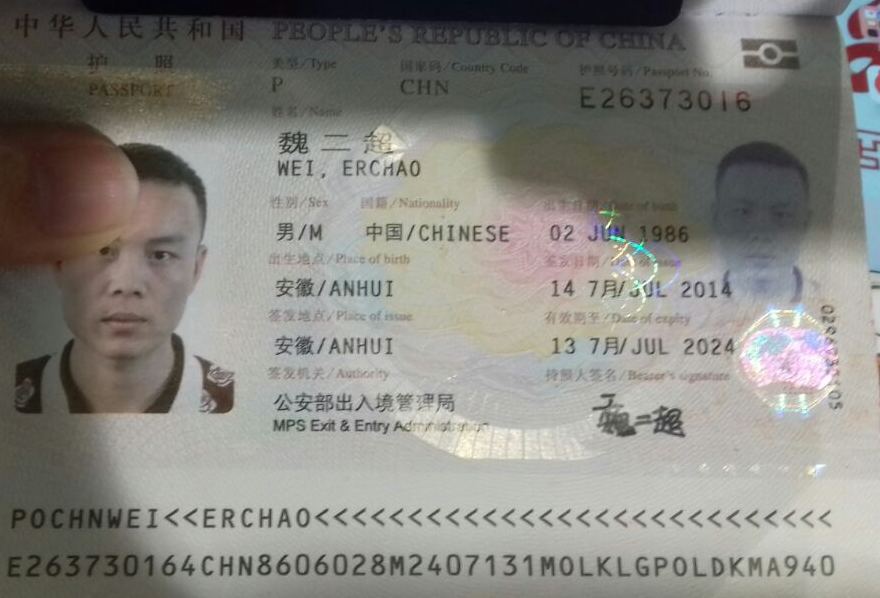 中华人民共和国 PEOPLE'S REPUBLIC OF CHINA
护 照
PASSPORT
类型/Type 国家码/Country Code 护照号码/Passport No.
P CHN E26373016
姓名/Name
魏二超
WEI, ERCHAO
性别/Sex 国籍/Nationality 出生日期/Date of birth
男/M 中国/CHINESE 02 JUN 1986
出生地点/Place of birth 签发日期/Date of issue
安徽/ANHUI 14 7月/JUL 2014
签发地点/Place of issue 有效期至/Date of expiry
安徽/ANHUI 13 7月/JUL 2024
签发机关/Authority 持照人签名/Bearer's signature
公安部出入境管理局 魏二超
MPS Exit & Entry Administration
POCHNWEI<<ERCHAO<<<<<<<<<<<<<<<<<<<<<<<<<<<<
E263730164CHN8606028M2407131MOLKLGPOLDKMA940